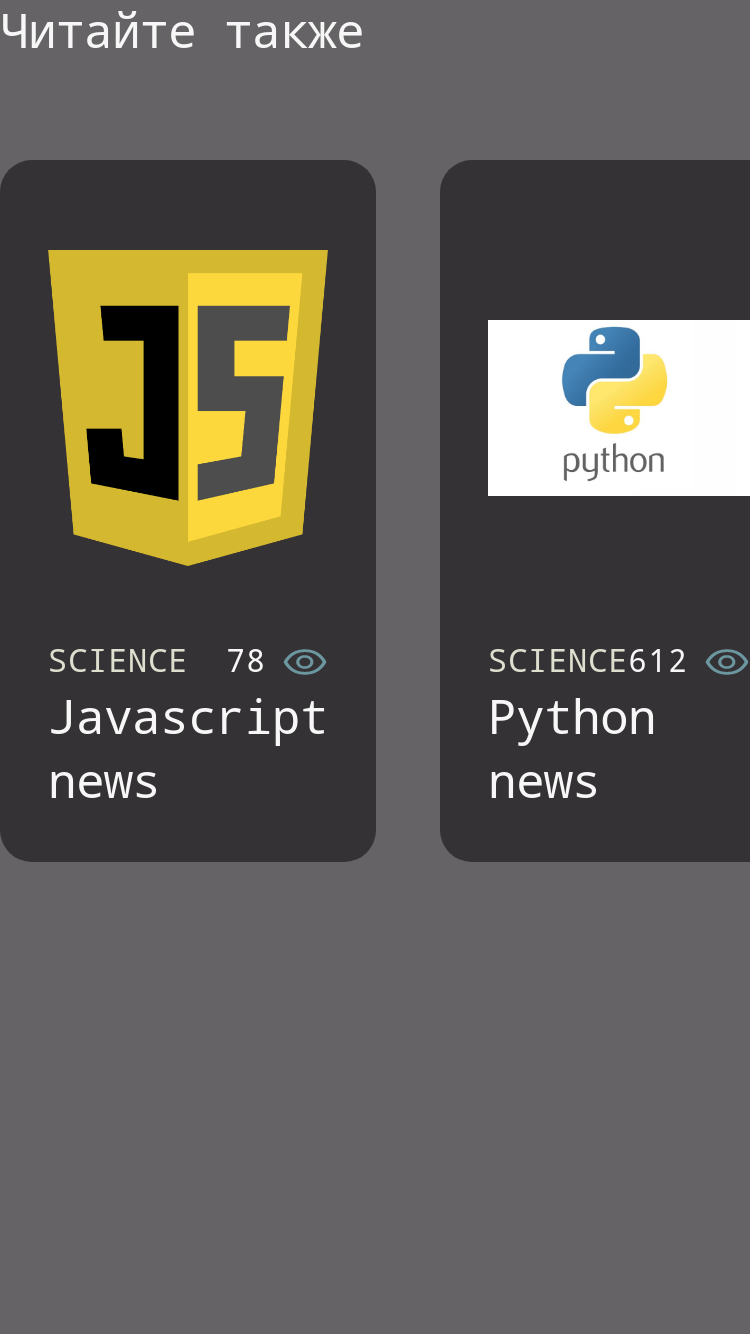 Читайте также
JS
python
SCIENCE 78
Javascript
news
SCIENCE612
Python
news